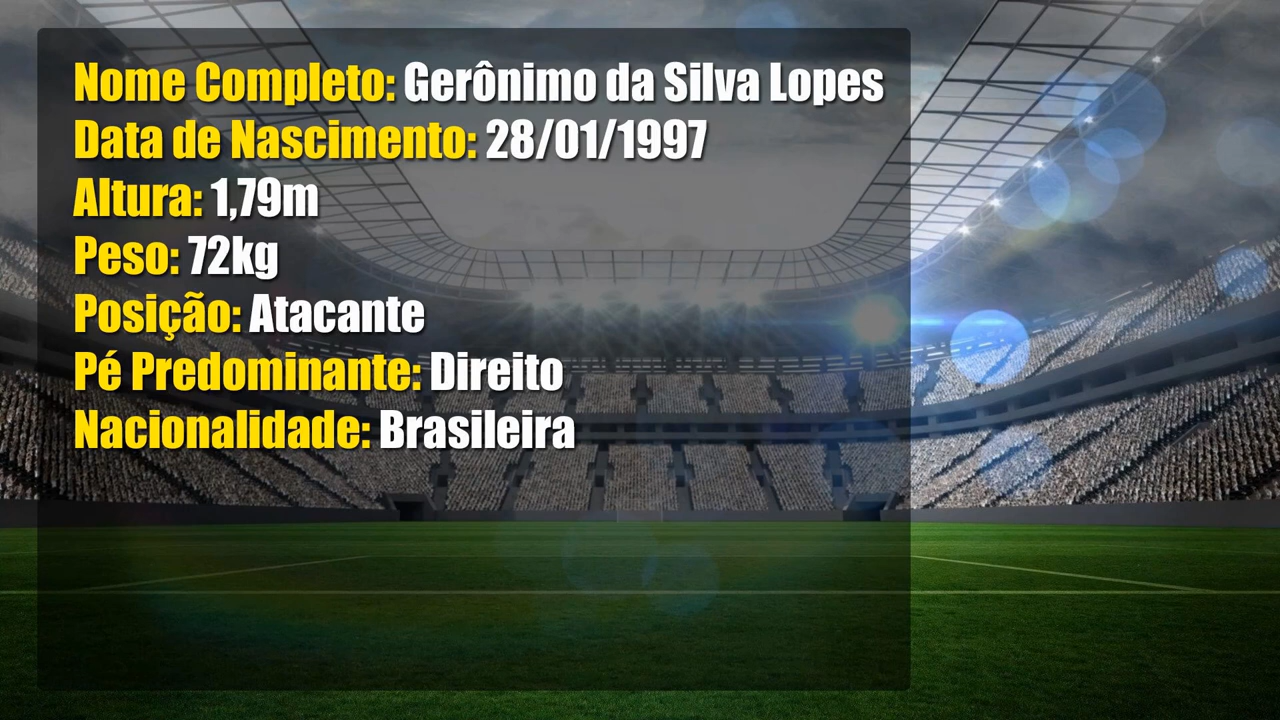 Nome Completo: Gerônimo da Silva Lopes
Data de Nascimento: 28/01/1997
Altura: 1,79m
Peso: 72kg
Posição: Atacante
Pé Predominante: Direito
Nacionalidade: Brasileira